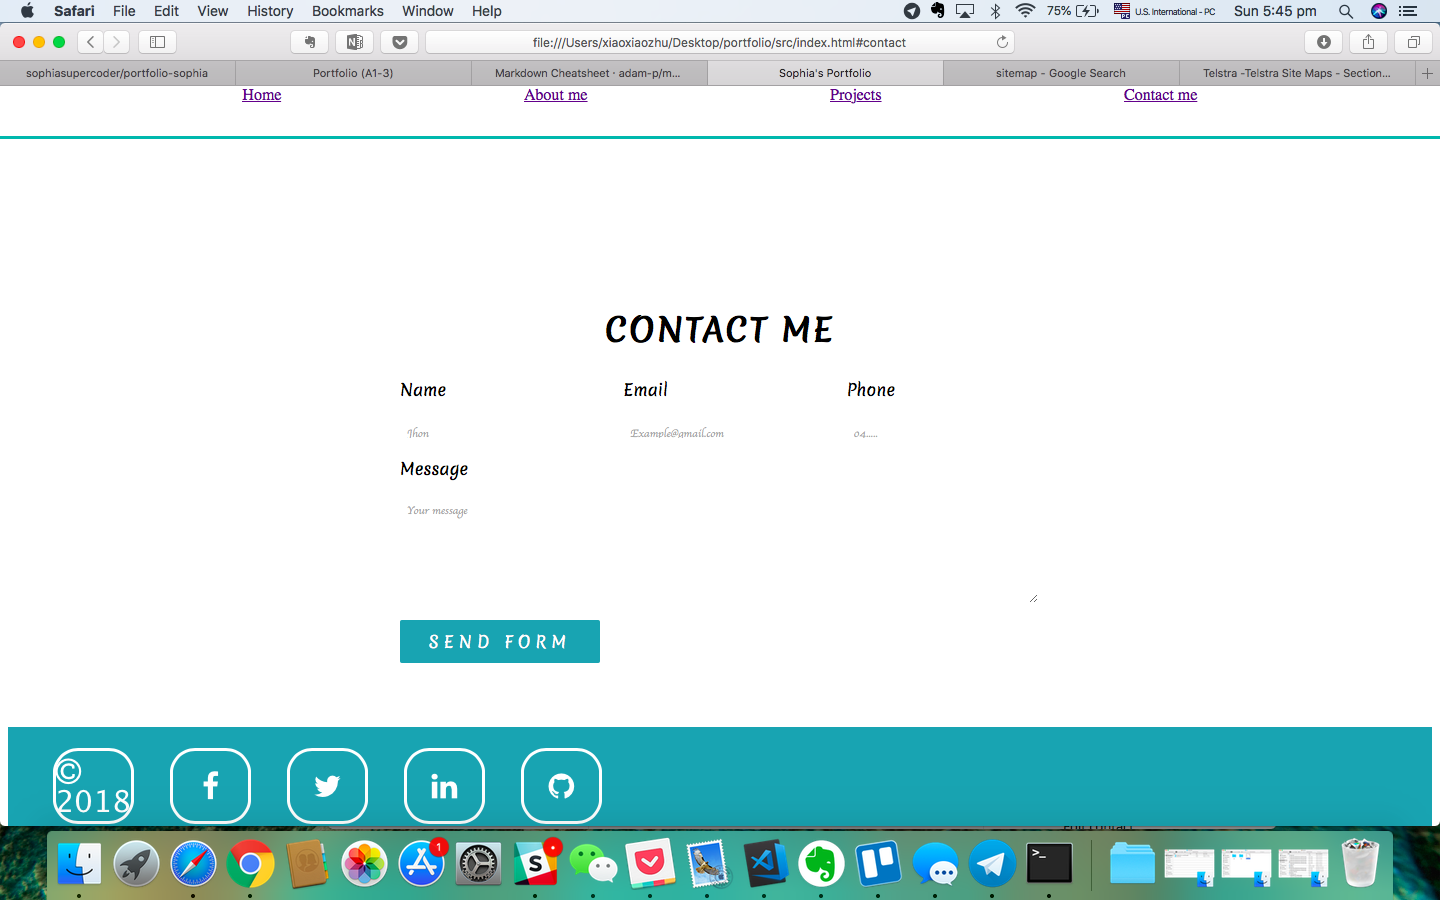 Safari File Edit View History Bookmarks Window Help 75% U.S. International - PC Sun 5:45 pm
file:///Users/xiaoxiaozhu/Desktop/portfolio/src/index.html#contact
sophiasupercoder/portfolio-sophia Portfolio (A1-3) Markdown Cheatsheet · adam-p/m... Sophia's Portfolio sitemap - Google Search Telstra -Telstra Site Maps - Section...
Home About me Projects Contact me
CONTACT ME
Name Email Phone
Jhon Example@gmail.com 04.....
Message
Your message
SEND FORM
©
2018
1